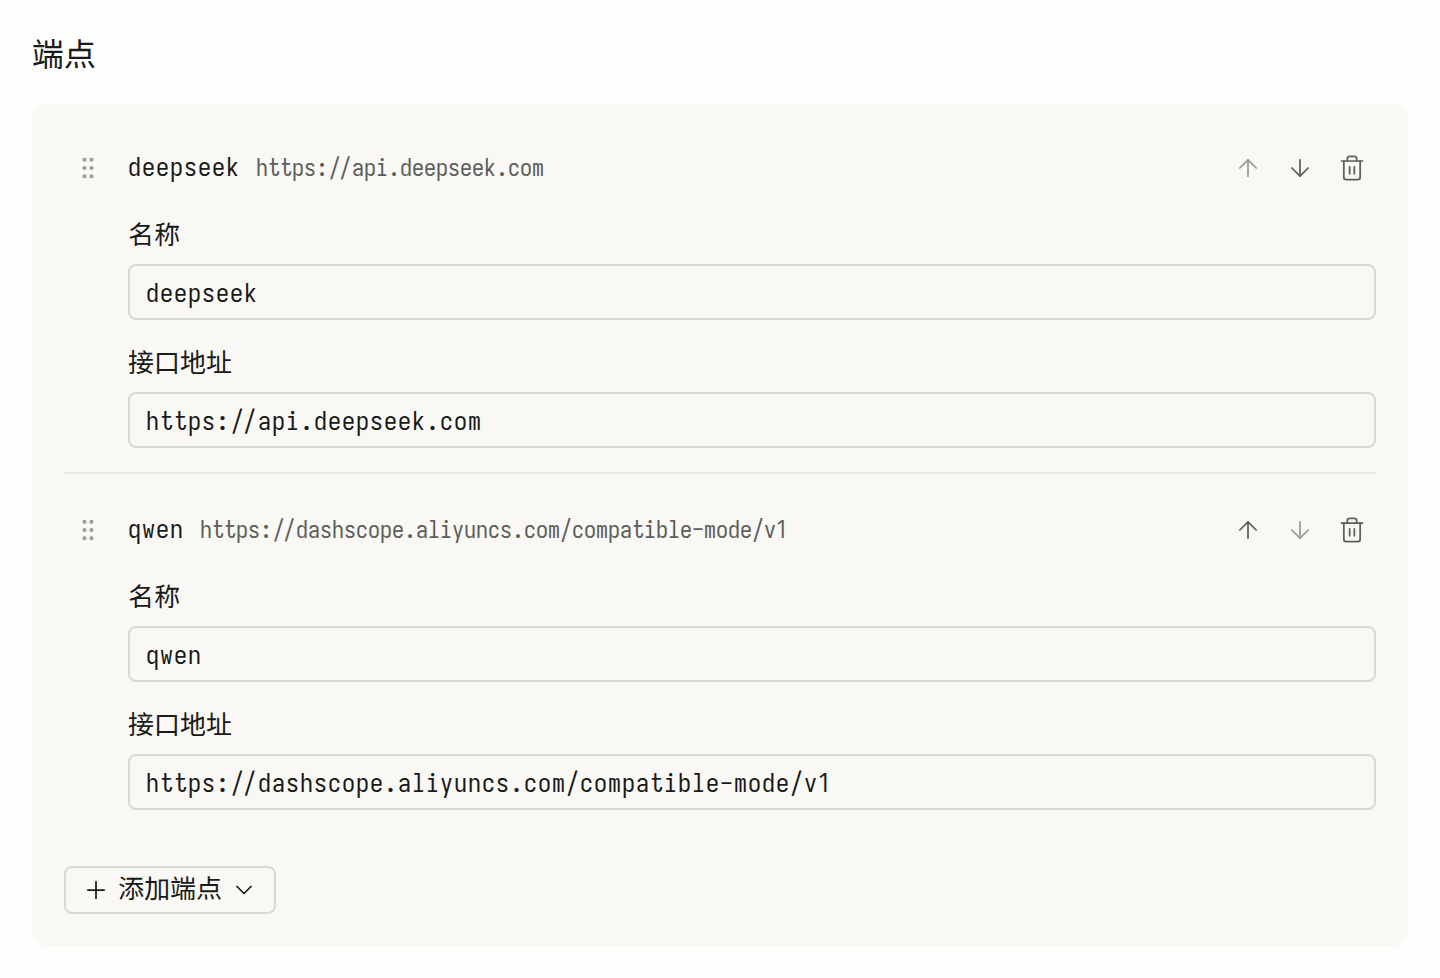 端点
deepseek https://api.deepseek.com
名称
deepseek
接口地址
https://api.deepseek.com
qwen https://dashscope.aliyuncs.com/compatible-mode/v1
名称
qwen
接口地址
https://dashscope.aliyuncs.com/compatible-mode/v1
添加端点